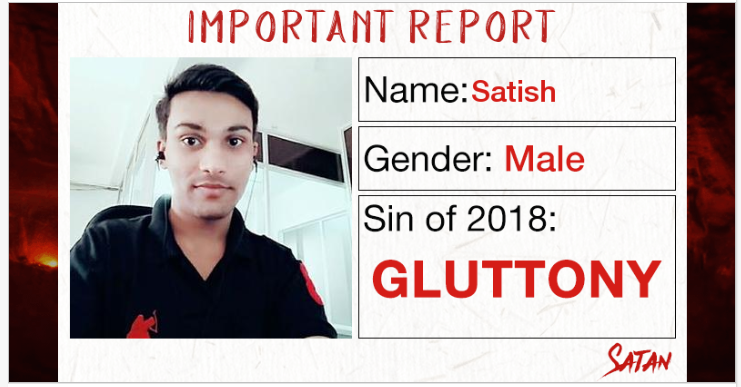 IMPORTANT REPORT
Name: Satish
Gender: Male
Sin of 2018:
GLUTTONY
SATAN